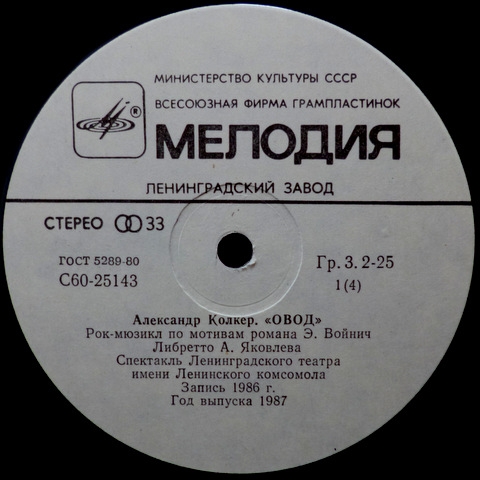 МИНИСТЕРСТВО КУЛЬТУРЫ СССР
ВСЕСОЮЗНАЯ ФИРМА ГРАМПЛАСТИНОК
®
МЕЛОДИЯ
ЛЕНИНГРАДСКИЙ ЗАВОД
СТЕРЕО 33
ГОСТ 5289-80
С60-25143
Гр. 3. 2-25
1(4)
Александр Колкер. «ОВОД»
Рок-мюзикл по мотивам романа Э. Войнич
Либретто А. Яковлева
Спектакль Ленинградского театра
имени Ленинского комсомола
Запись 1986 г.
Год выпуска 1987